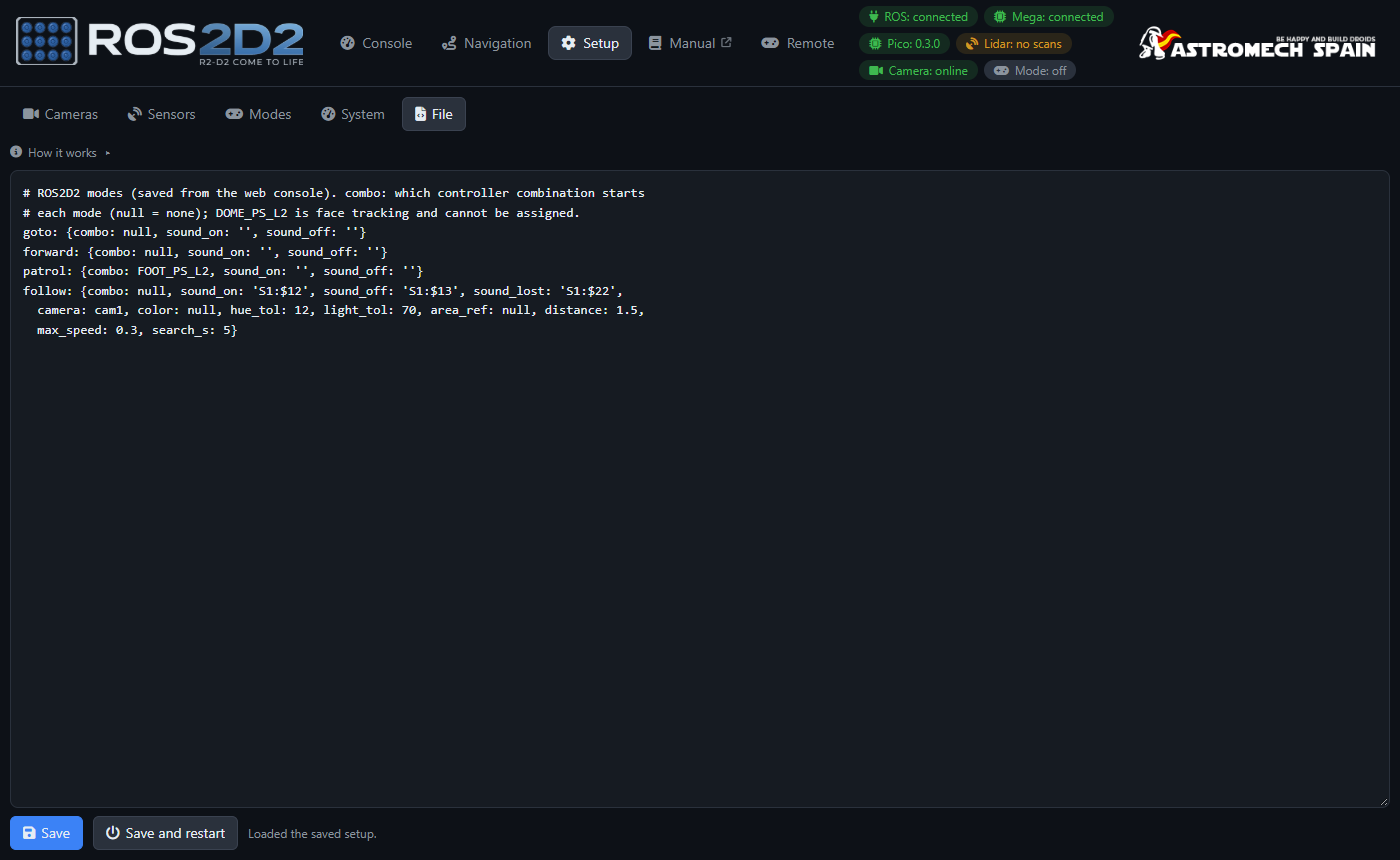 ROS2D2
R2-D2 COME TO LIFE
Console
Navigation
Setup
Manual
Remote
ROS: connected
Mega: connected
Pico: 0.3.0
Lidar: no scans
Camera: online
Mode: off
BE HAPPY AND BUILD DROIDS
ASTROMECH SPAIN
Cameras
Sensors
Modes
System
File
How it works
# ROS2D2 modes (saved from the web console). combo: which controller combination starts
# each mode (null = none); DOME_PS_L2 is face tracking and cannot be assigned.
goto: {combo: null, sound_on: '', sound_off: ''}
forward: {combo: null, sound_on: '', sound_off: ''}
patrol: {combo: FOOT_PS_L2, sound_on: '', sound_off: ''}
follow: {combo: null, sound_on: 'S1:$12', sound_off: 'S1:$13', sound_lost: 'S1:$22',
  camera: cam1, color: null, hue_tol: 12, light_tol: 70, area_ref: null, distance: 1.5,
  max_speed: 0.3, search_s: 5}
Save
Save and restart
Loaded the saved setup.